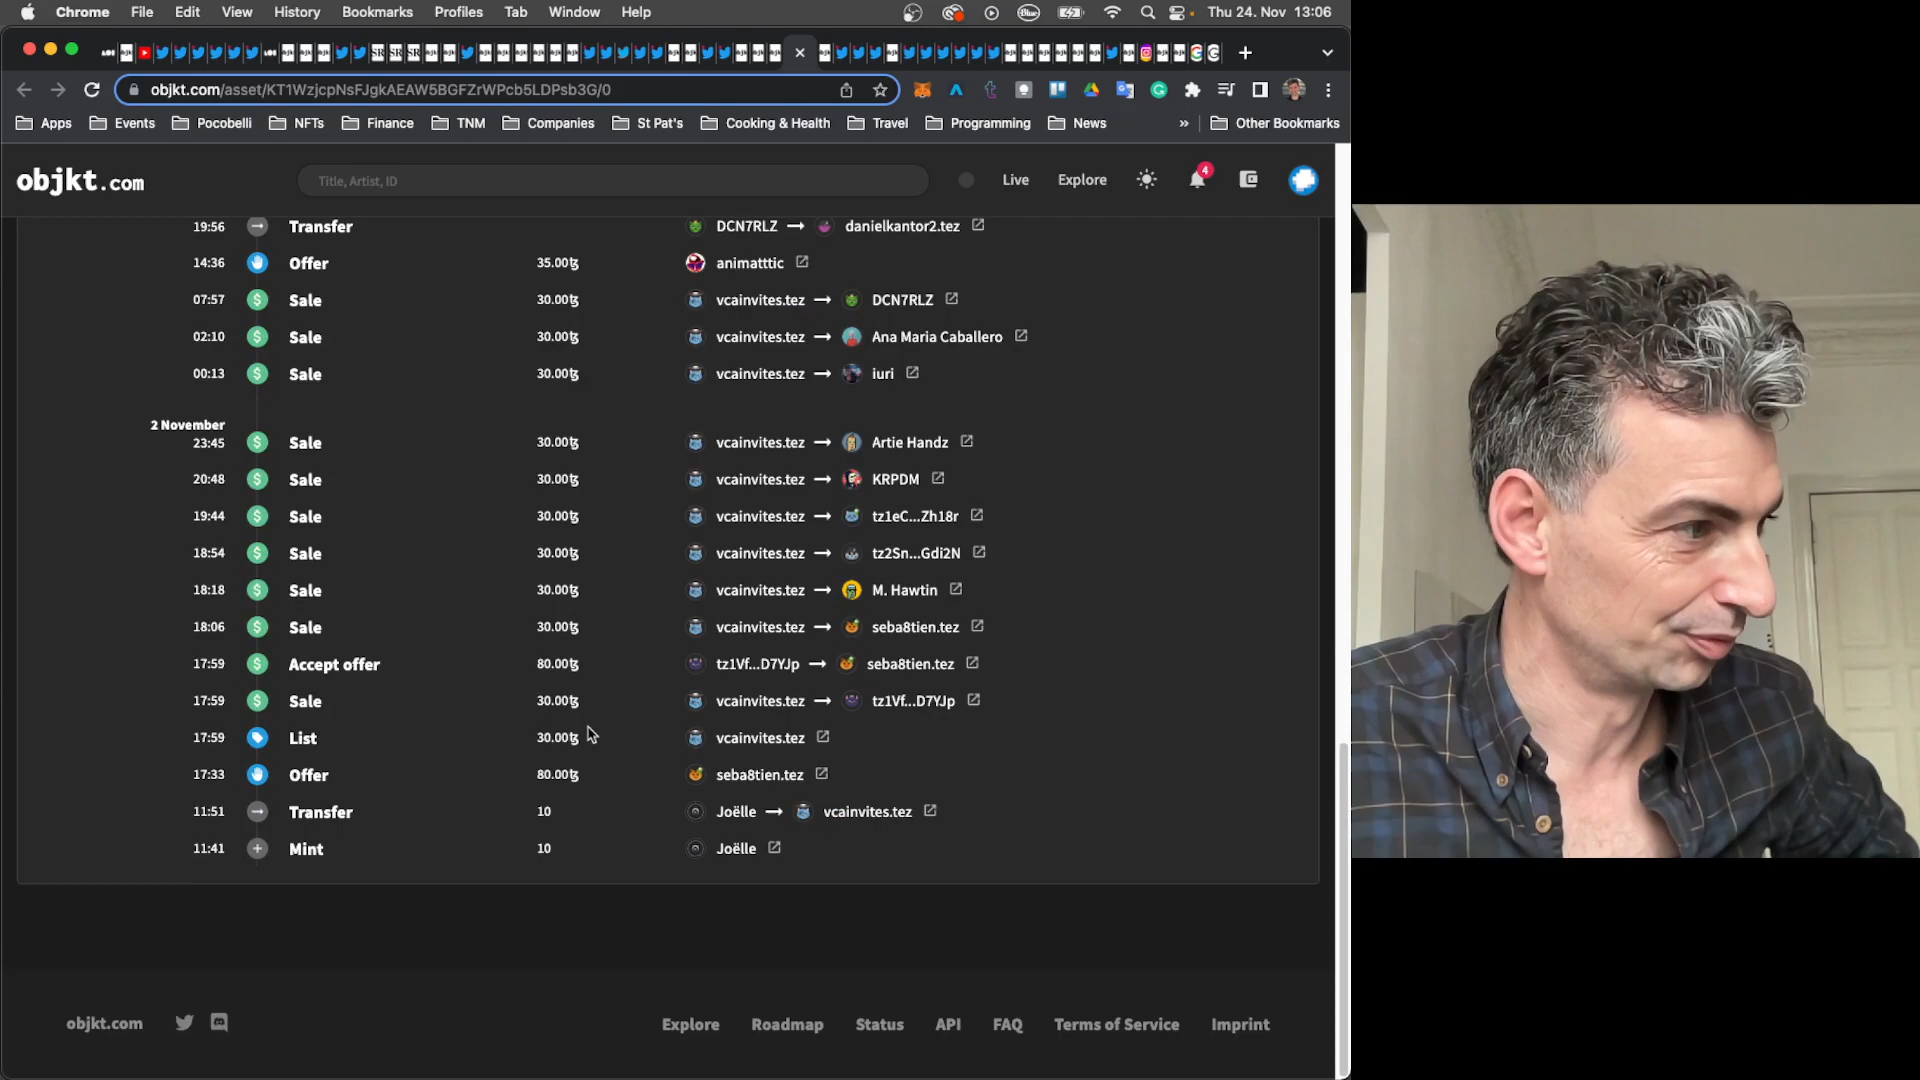 Chrome File Edit View History Bookmarks Profiles Tab Window Help Thu 24. Nov 13:06
objkt.com/asset/KT1WzjcpNsFJgkAEAW5BGFZrWPcb5LDPsb3G/0
Apps Events Pocobelli NFTs Finance TNM Companies St Pat's Cooking & Health Travel Programming News » Other Bookmarks
objkt.com Title, Artist, ID Live Explore 4
19:56 Transfer DCN7RLZ → danielkantor2.tez
14:36 Offer 35.00ꜩ animatttic
07:57 Sale 30.00ꜩ vcainvites.tez → DCN7RLZ
02:10 Sale 30.00ꜩ vcainvites.tez → Ana Maria Caballero
00:13 Sale 30.00ꜩ vcainvites.tez → iuri
2 November
23:45 Sale 30.00ꜩ vcainvites.tez → Artie Handz
20:48 Sale 30.00ꜩ vcainvites.tez → KRPDM
19:44 Sale 30.00ꜩ vcainvites.tez → tz1eC...Zh18r
18:54 Sale 30.00ꜩ vcainvites.tez → tz2Sn...Gdi2N
18:18 Sale 30.00ꜩ vcainvites.tez → M. Hawtin
18:06 Sale 30.00ꜩ vcainvites.tez → seba8tien.tez
17:59 Accept offer 80.00ꜩ tz1Vf...D7YJp → seba8tien.tez
17:59 Sale 30.00ꜩ vcainvites.tez → tz1Vf...D7YJp
17:59 List 30.00ꜩ vcainvites.tez
17:33 Offer 80.00ꜩ seba8tien.tez
11:51 Transfer 10 Joëlle → vcainvites.tez
11:41 Mint 10 Joëlle
objkt.com Explore Roadmap Status API FAQ Terms of Service Imprint